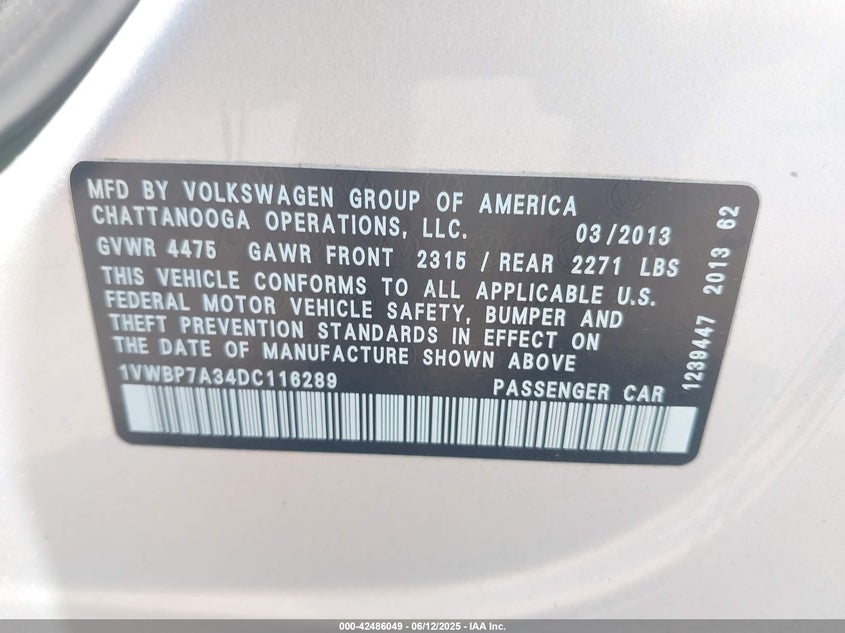 MFD BY VOLKSWAGEN GROUP OF AMERICA
CHATTANOOGA OPERATIONS, LLC. 03/2013
GVWR 4475 GAWR FRONT 2315 / REAR 2271 LBS
THIS VEHICLE CONFORMS TO ALL APPLICABLE U.S.
FEDERAL MOTOR VEHICLE SAFETY, BUMPER AND
THEFT PREVENTION STANDARDS IN EFFECT ON
THE DATE OF MANUFACTURE SHOWN ABOVE
1VWBP7A34DC116289 PASSENGER CAR
1239447 2013 62
000-42486049 - 06/12/2025 - IAA Inc.